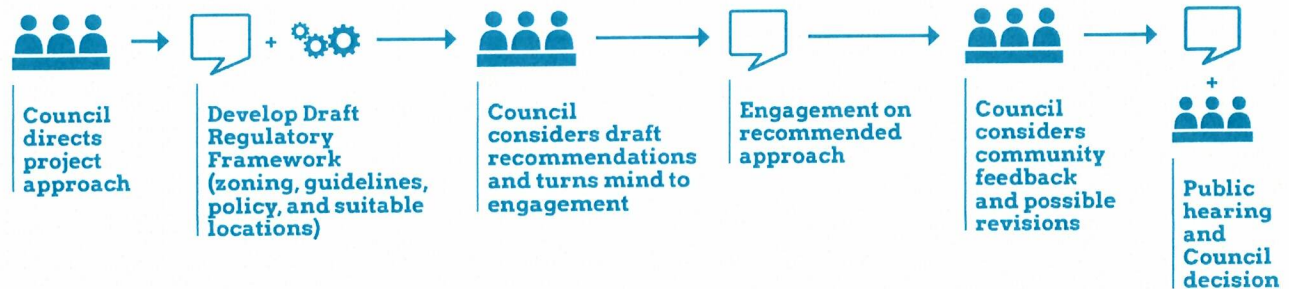 Council
directs
project
approach
Develop Draft
Regulatory
Framework
(zoning, guidelines,
policy, and suitable
locations)
Council
considers draft
recommendations
and turns mind to
engagement
Engagement on
recommended
approach
Council
considers
community
feedback
and possible
revisions
Public
hearing
and
Council
decision